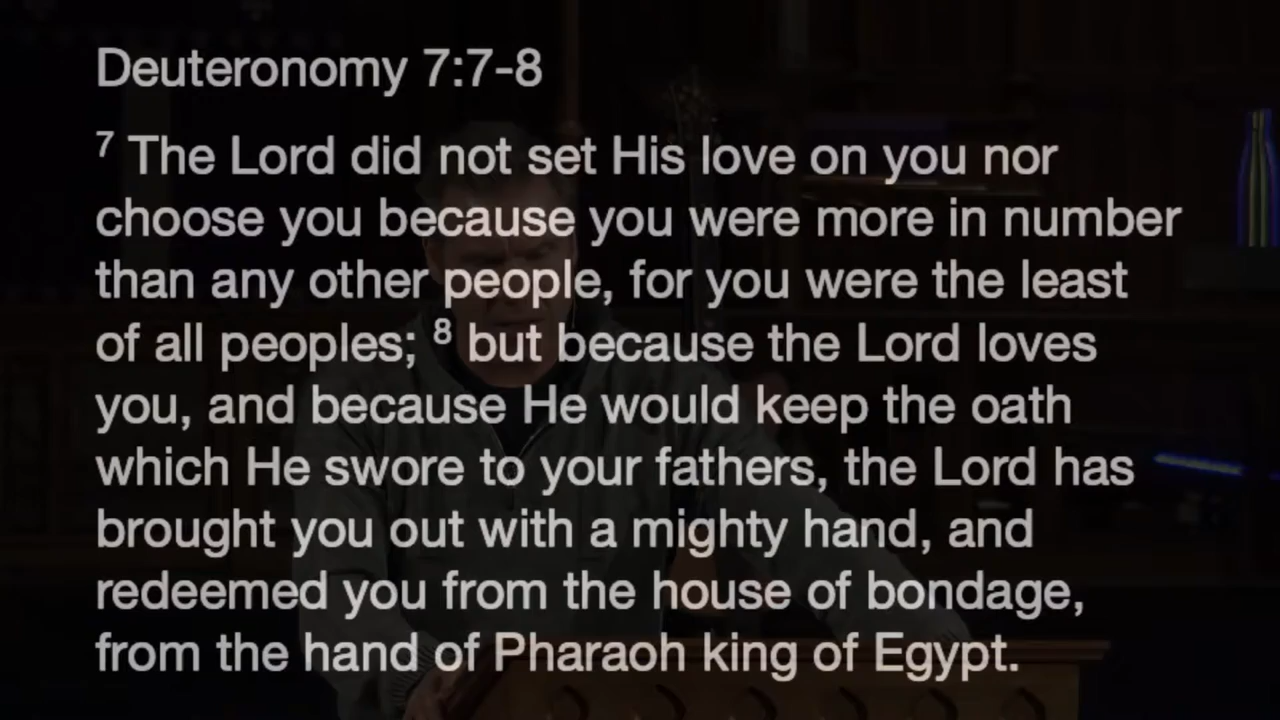 Deuteronomy 7:7-8
7 The Lord did not set His love on you nor
choose you because you were more in number
than any other people, for you were the least
of all peoples; 8 but because the Lord loves
you, and because He would keep the oath
which He swore to your fathers, the Lord has
brought you out with a mighty hand, and
redeemed you from the house of bondage,
from the hand of Pharaoh king of Egypt.